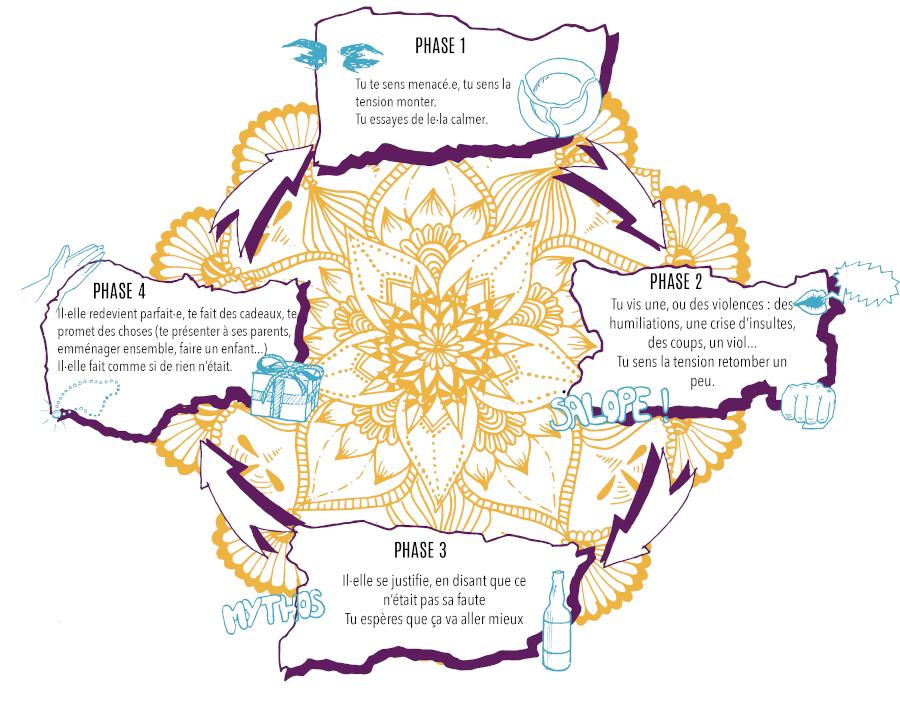 PHASE 1
Tu te sens menacé.e, tu sens la
tension monter.
Tu essayes de le·la calmer.
PHASE 2
Tu vis une, ou des violences : des
humiliations, une crise d'insultes,
des coups, un viol...
Tu sens la tension retomber un
peu.
SALOPE !
PHASE 3
Il·elle se justifie, en disant que ce
n'était pas sa faute
Tu espères que ça va aller mieux
MYTHOS
PHASE 4
Il·elle redevient parfait·e, te fait des cadeaux, te
promet des choses (te présenter à ses parents,
emménager ensemble, faire un enfant...)
Il·elle fait comme si de rien n'était.